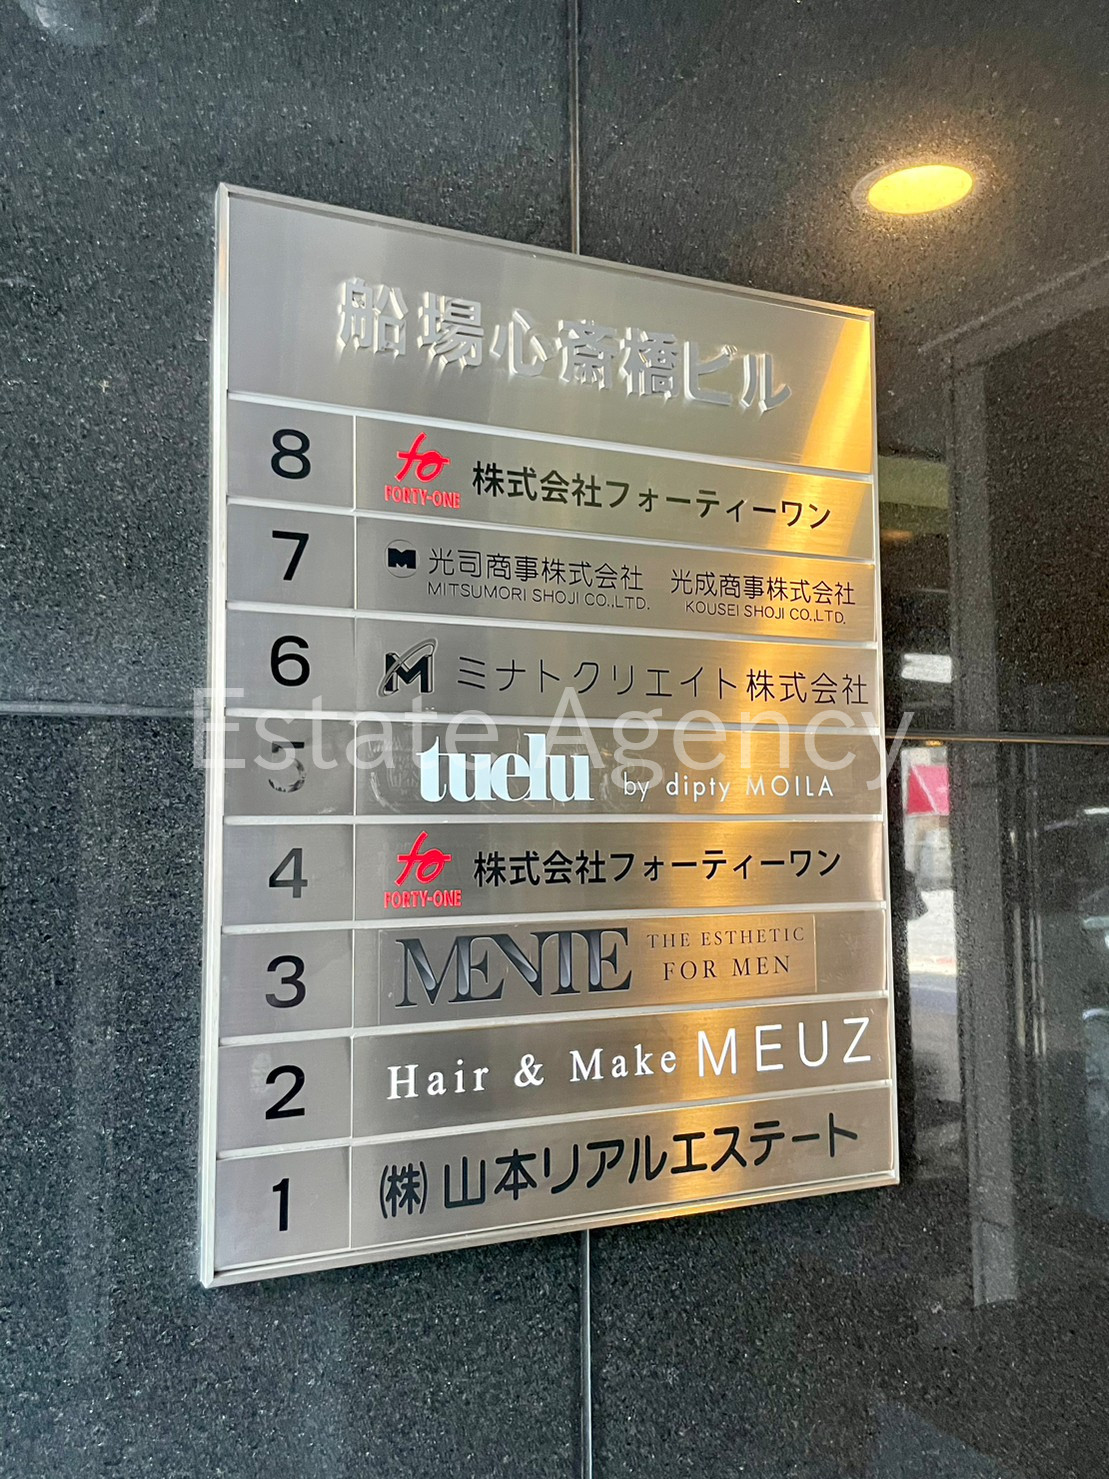 船場心斎橋ビル
8 fo FORTY-ONE 株式会社フォーティーワン
7 M 光司商事株式会社 光成商事株式会社
MITSUMORI SHOJI CO.,LTD. KOUSEI SHOJI CO.,LTD.
6 M ミナトクリエイト株式会社
Estate Agency
5 tuelu by dipty MOILA
4 fo FORTY-ONE 株式会社フォーティーワン
3 MENTE THE ESTHETIC
FOR MEN
2 Hair & Make MEUZ
1 ㈱山本リアルエステート